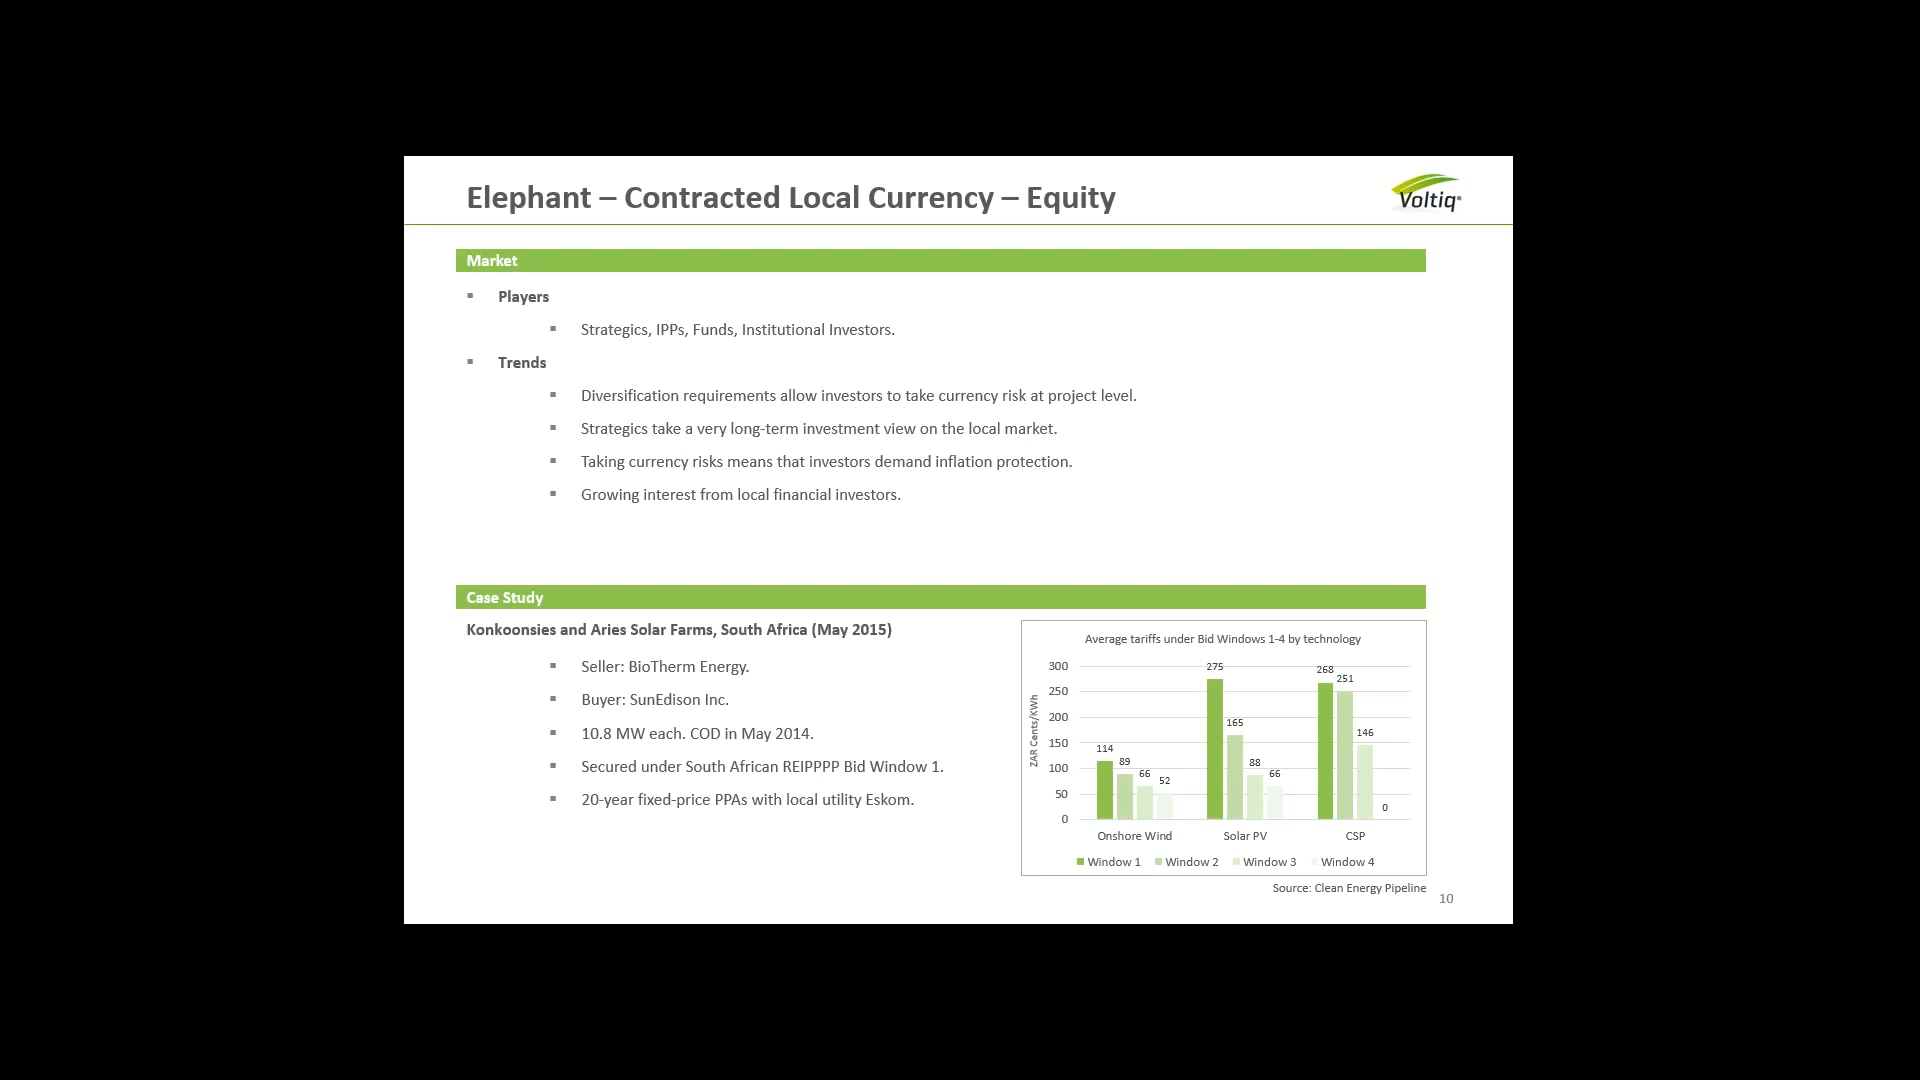 Elephant – Contracted Local Currency – Equity
Voltiq®
Market
▪ Players
▪ Strategics, IPPs, Funds, Institutional Investors.
▪ Trends
▪ Diversification requirements allow investors to take currency risk at project level.
▪ Strategics take a very long-term investment view on the local market.
▪ Taking currency risks means that investors demand inflation protection.
▪ Growing interest from local financial investors.
Case Study
Konkoonsies and Aries Solar Farms, South Africa (May 2015)
▪ Seller: BioTherm Energy.
▪ Buyer: SunEdison Inc.
▪ 10.8 MW each. COD in May 2014.
▪ Secured under South African REIPPPP Bid Window 1.
▪ 20-year fixed-price PPAs with local utility Eskom.
Average tariffs under Bid Windows 1-4 by technology
ZAR Cents/KWh
300
250
200
150
100
50
0
114 89 66 52
275 165 88 66
268 251 146 0
Onshore Wind Solar PV CSP
Window 1 Window 2 Window 3 Window 4
Source: Clean Energy Pipeline
10